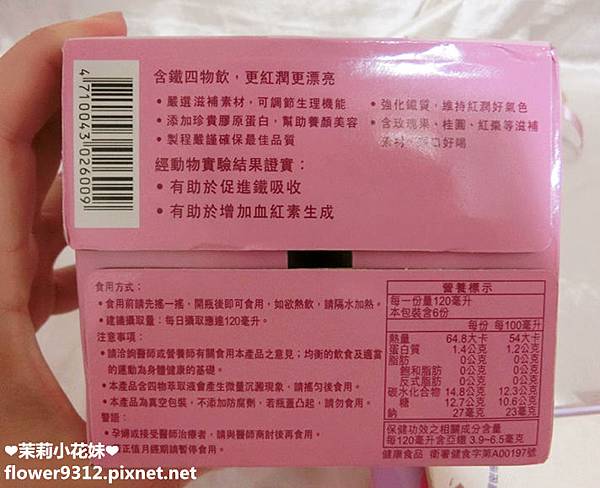 含鐵四物飲，更紅潤更漂亮
• 嚴選滋補素材，可調節生理機能
• 添加珍貴膠原蛋白，幫助養顏美容
• 製程嚴謹確保最佳品質
• 強化鐵質，維持紅潤好氣色
• 含玫瑰果、桂圓、紅棗等滋補
好喝
經動物實驗結果證實：
• 有助於促進鐵吸收
• 有助於增加血紅素生成
4 710043 026009
食用方式：
• 食用前請先搖一搖，開瓶後即可食用，如欲熱飲，請隔水加熱。
• 建議攝取量：每日攝取應達120毫升。
注意事項：
• 請洽詢醫師或營養師有關食用本產品之意見；均衡的飲食及適當
的運動為身體健康的基礎。
• 本產品含四物萃取液會產生微量沉澱現象，請搖勻後食用。
• 本產品為真空包裝，不添加防腐劑，若瓶蓋凸起，請勿食用。
警語：
• 孕婦或接受醫師治療者，請與醫師商討後再食用。
正值月經期請暫停食用。
營養標示
每一份量120毫升
本包裝含6份
每份 每100毫升
熱量 64.8大卡 54大卡
蛋白質 1.4公克 1.2公克
脂肪 0公克 0公克
飽和脂肪 0公克 0公克
反式脂肪 0公克 0公克
碳水化合物 14.8公克 12.3公克
糖 12.7公克 10.6公克
鈉 27毫克 23毫克
保健功效之相關成分含量
每120毫升含亞鐵 3.9~6.5毫克
健康食品 衛署健食字第A00197號
❤茉莉小花妹❤
flower9312.pixnet.net